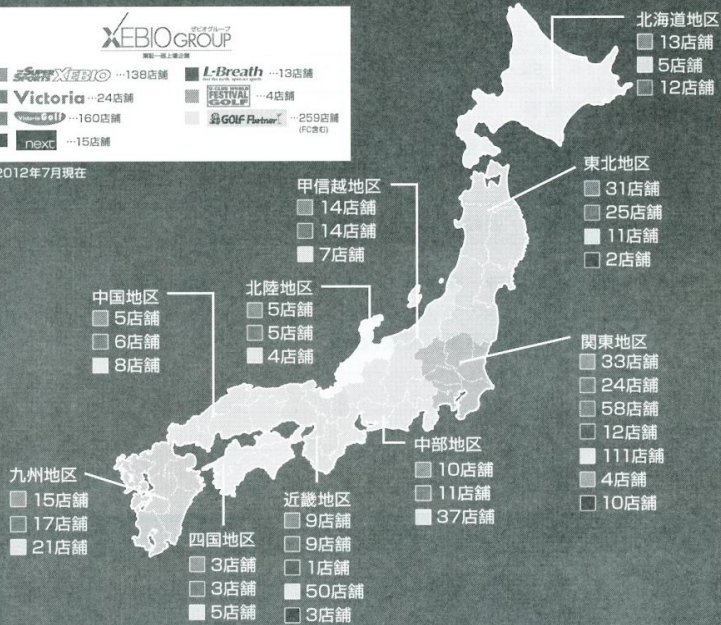 ゼビオグループ
XEBIO GROUP
東証一部上場企業
SUPER SPORTS XEBIO …138店舗
Victoria …24店舗
Victoria Golf …160店舗
next …15店舗
L-Breath …13店舗
FESTIVAL GOLF …4店舗
GOLF Partner …259店舗
(FC含む)
2012年7月現在
北海道地区
13店舗
5店舗
12店舗
東北地区
31店舗
25店舗
11店舗
2店舗
甲信越地区
14店舗
14店舗
7店舗
北陸地区
5店舗
5店舗
4店舗
中国地区
5店舗
6店舗
8店舗
関東地区
33店舗
24店舗
58店舗
12店舗
111店舗
4店舗
10店舗
中部地区
10店舗
11店舗
37店舗
近畿地区
9店舗
9店舗
1店舗
50店舗
3店舗
四国地区
3店舗
3店舗
5店舗
九州地区
15店舗
17店舗
21店舗